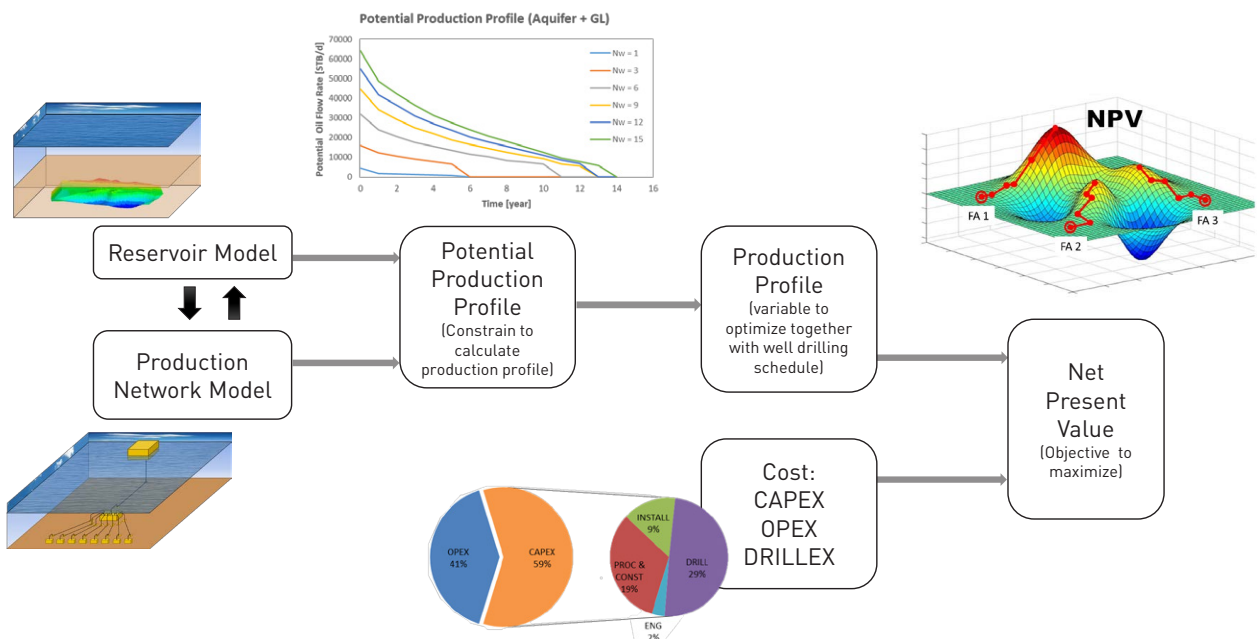 Potential Production Profile (Aquifer + GL)
Potential Oil Flow Rate [STB/d]
70000
60000
50000
40000
30000
20000
10000
0
0 2 4 6 8 10 12 14 16
Time [year]
Nw = 1
Nw = 3
Nw = 6
Nw = 9
Nw = 12
Nw = 15
NPV
FA 1
FA 2
FA 3
Reservoir Model
Production
Network Model
Potential
Production
Profile
(Constrain to
calculate
production profile)
Production
Profile
(variable to
optimize together
with well drilling
schedule)
Net
Present
Value
(Objective to
maximize)
Cost:
CAPEX
OPEX
DRILLEX
OPEX
41%
CAPEX
59%
INSTALL
9%
PROC &
CONST
19%
DRILL
29%
ENG
2%